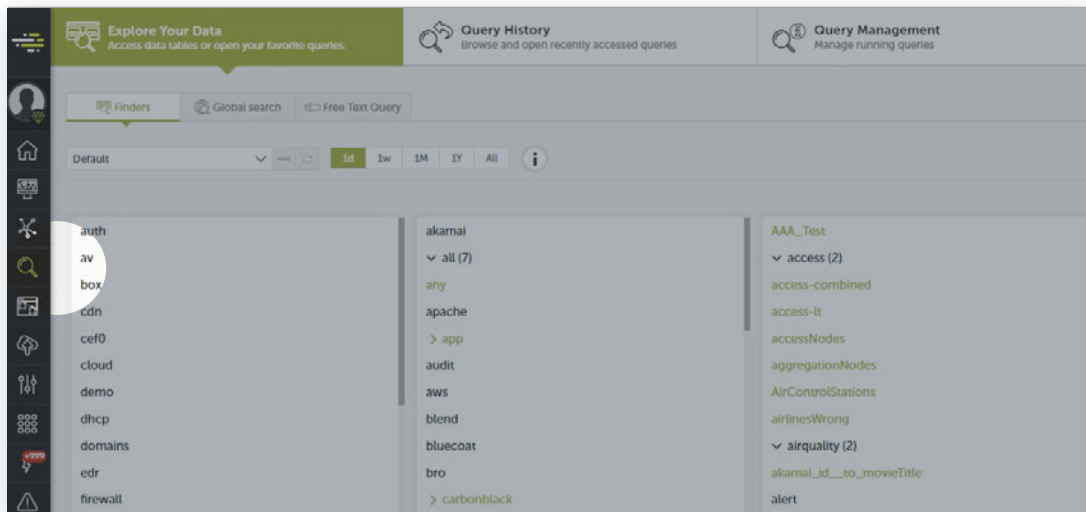 Explore Your Data
Access data tables or open your favorite queries.
Query History
Browse and open recently accessed queries
Query Management
Manage running queries
Finders
Global search
Free Text Query
Default
1d
1w
1M
1Y
All
i
auth
av
box
cdn
cef0
cloud
demo
dhcp
domains
edr
firewall
akamai
all (7)
any
apache
app
audit
aws
blend
bluecoat
bro
carbonblack
AAA_Test
access (2)
access-combined
access-lt
accessNodes
aggregationNodes
AirControlStations
airlinesWrong
airquality (2)
akamai_id__to_movieTitle
alert
+999